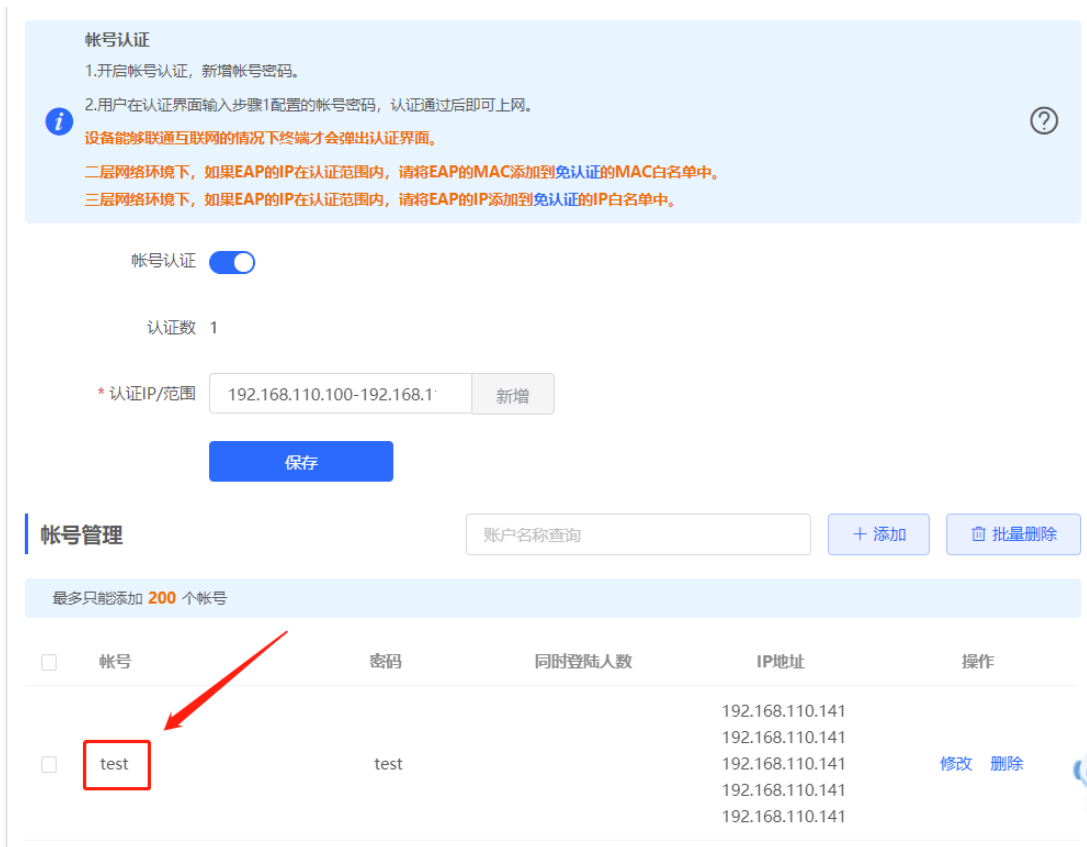 帐号认证
1.开启帐号认证，新增帐号密码。
2.用户在认证界面输入步骤1配置的帐号密码，认证通过后即可上网。
设备能够联通互联网的情况下终端才会弹出认证界面。
二层网络环境下，如果EAP的IP在认证范围内，请将EAP的MAC添加到免认证的MAC白名单中。
三层网络环境下，如果EAP的IP在认证范围内，请将EAP的IP添加到免认证的IP白名单中。
帐号认证
认证数 1
* 认证IP/范围 192.168.110.100-192.168.1 新增
保存
帐号管理 账户名称查询 + 添加 批量删除
最多只能添加 200 个帐号
帐号 密码 同时登陆人数 IP地址 操作
192.168.110.141
192.168.110.141
test test 192.168.110.141 修改 删除
192.168.110.141
192.168.110.141